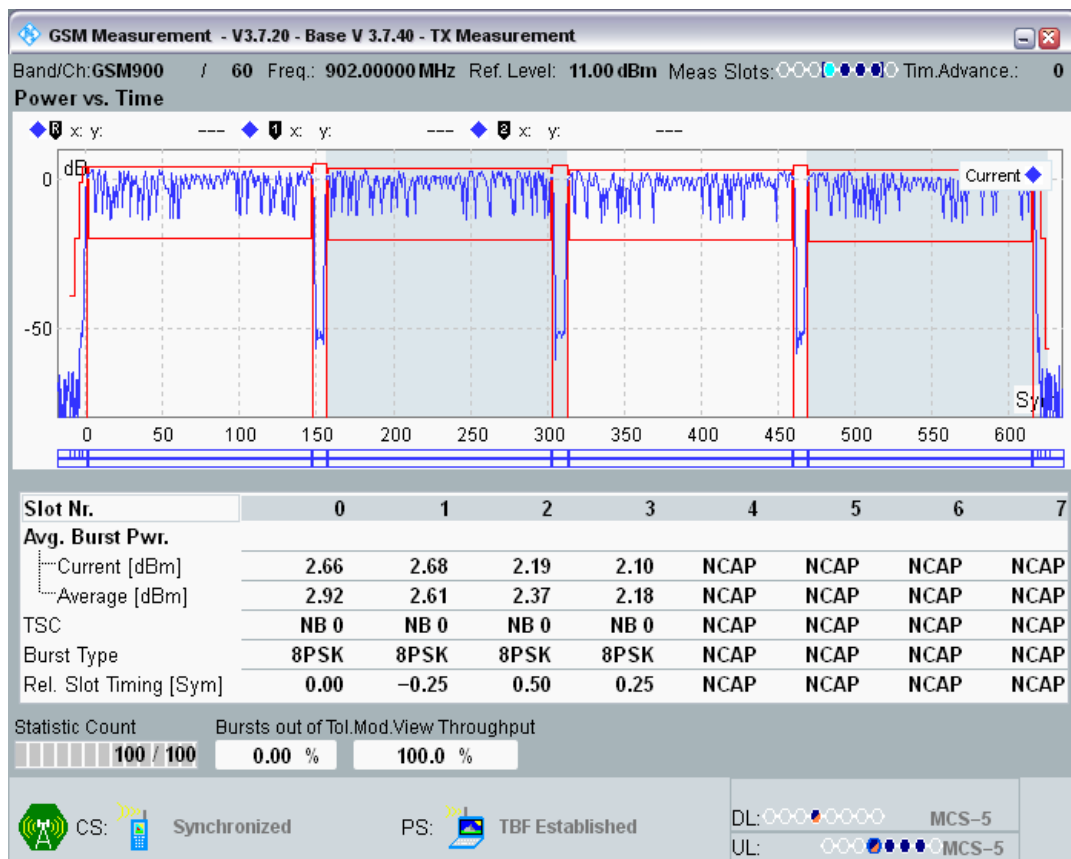 GSM Measurement - V3.7.20 - Base V 3.7.40 - TX Measurement
Band/Ch:GSM900 / 60 Freq.: 902.00000 MHz Ref. Level: 11.00 dBm Meas Slots: Tim.Advance.: 0
Power vs. Time
R x: y: --- 1 x: y: --- 2 x: y: ---
dB
Current
0
-50
Sy
0 50 100 150 200 250 300 350 400 450 500 550 600
Slot Nr. 0 1 2 3 4 5 6 7
Avg. Burst Pwr.
Current [dBm] 2.66 2.68 2.19 2.10 NCAP NCAP NCAP NCAP
Average [dBm] 2.92 2.61 2.37 2.18 NCAP NCAP NCAP NCAP
TSC NB 0 NB 0 NB 0 NB 0 NCAP NCAP NCAP NCAP
Burst Type 8PSK 8PSK 8PSK 8PSK NCAP NCAP NCAP NCAP
Rel. Slot Timing [Sym] 0.00 −0.25 0.50 0.25 NCAP NCAP NCAP NCAP
Statistic Count Bursts out of Tol.Mod.View Throughput
100 / 100 0.00 % 100.0 %
CS: Synchronized PS: TBF Established
DL: MCS−5
UL: MCS−5